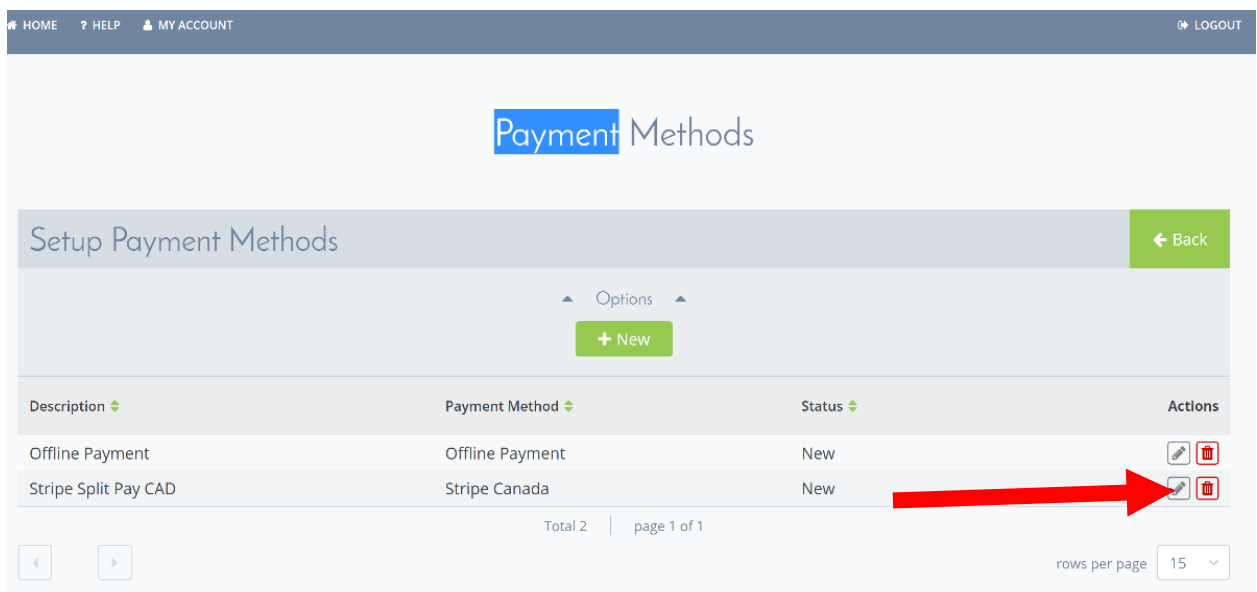 HOME ? HELP MY ACCOUNT LOGOUT
Payment Methods
Setup Payment Methods Back
Options
+ New
Description Payment Method Status Actions
Offline Payment Offline Payment New
Stripe Split Pay CAD Stripe Canada New
Total 2 page 1 of 1
rows per page 15